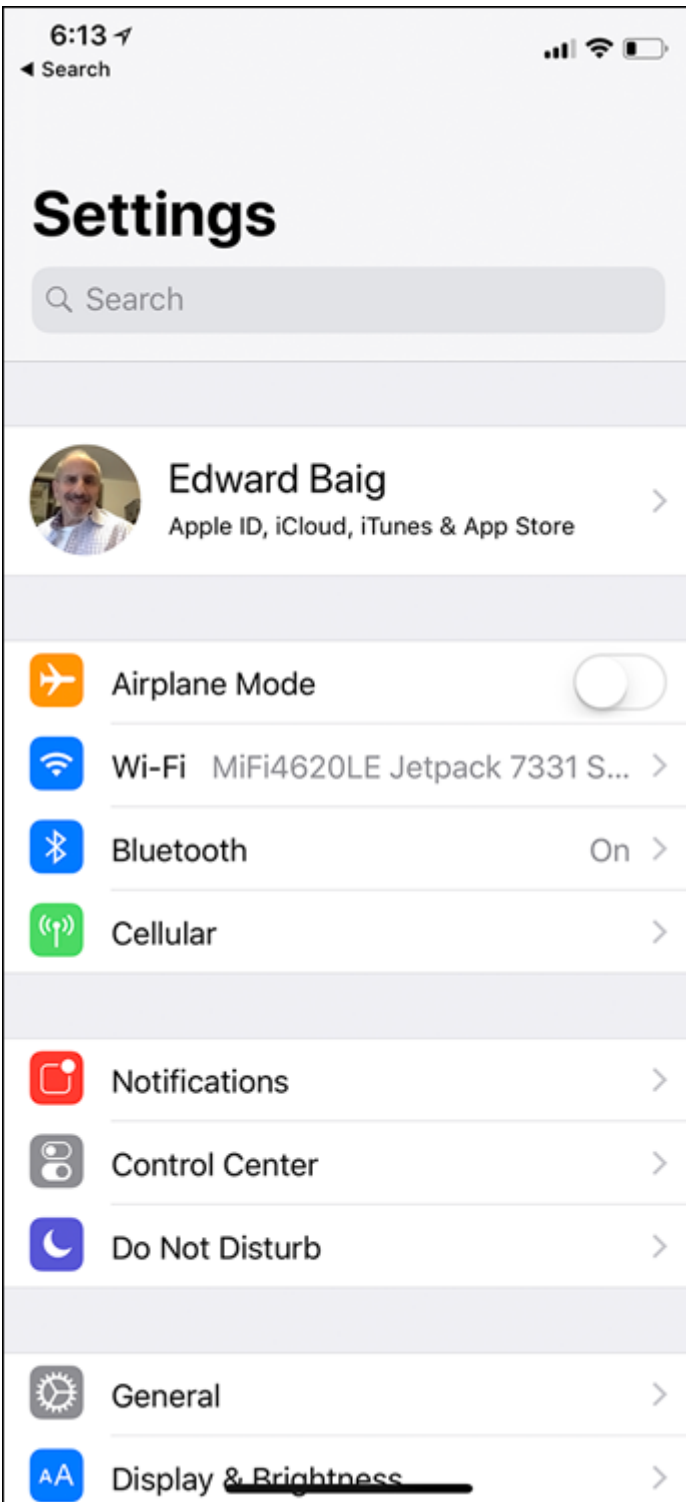 6:13
Search
Settings
Search
Edward Baig
Apple ID, iCloud, iTunes & App Store
Airplane Mode
Wi-Fi MiFi4620LE Jetpack 7331 S...
Bluetooth On
Cellular
Notifications
Control Center
Do Not Disturb
General
AA Display & Brightness